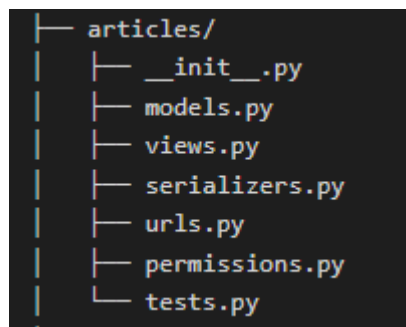 ├── articles/
│   ├── __init__.py
│   ├── models.py
│   ├── views.py
│   ├── serializers.py
│   ├── urls.py
│   ├── permissions.py
│   └── tests.py